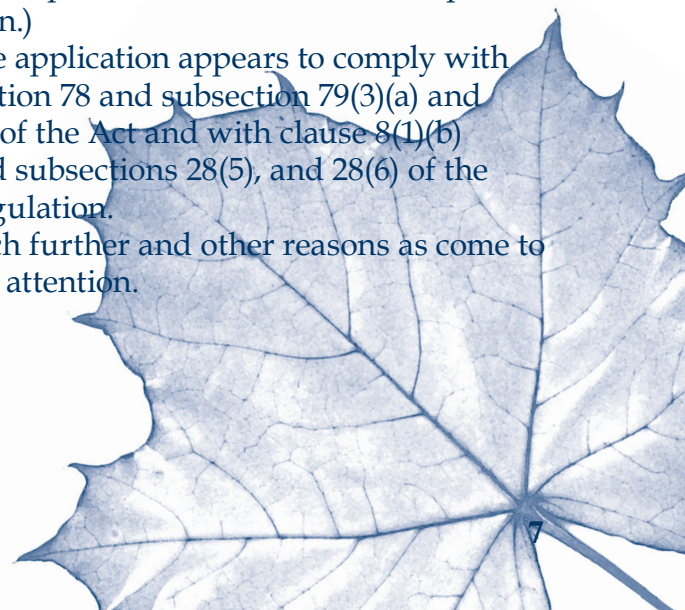 n.)
e application appears to comply with
tion 78 and subsection 79(3)(a) and
of the Act and with clause 8(1)(b)
d subsections 28(5), and 28(6) of the
gulation.
ch further and other reasons as come to
attention.
7